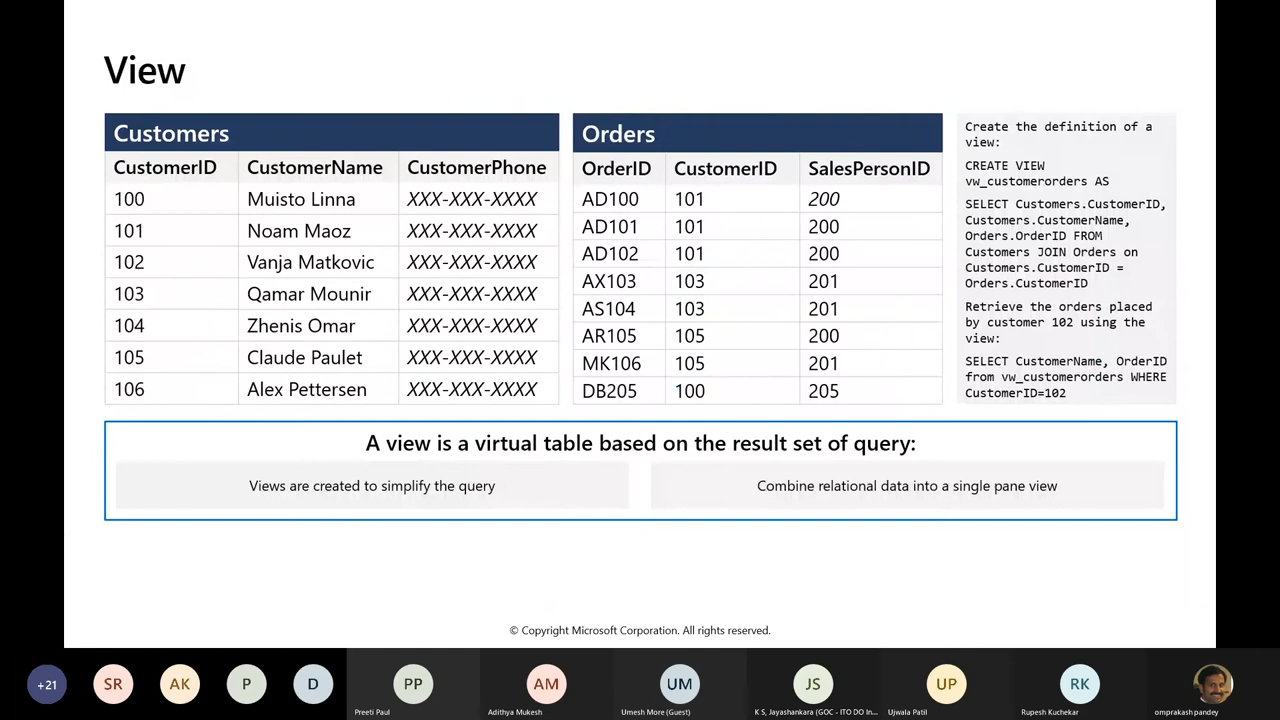 View
Customers
CustomerID CustomerName CustomerPhone
100 Muisto Linna XXX-XXX-XXXX
101 Noam Maoz XXX-XXX-XXXX
102 Vanja Matkovic XXX-XXX-XXXX
103 Qamar Mounir XXX-XXX-XXXX
104 Zhenis Omar XXX-XXX-XXXX
105 Claude Paulet XXX-XXX-XXXX
106 Alex Pettersen XXX-XXX-XXXX
Orders
OrderID CustomerID SalesPersonID
AD100 101 200
AD101 101 200
AD102 101 200
AX103 103 201
AS104 103 201
AR105 105 200
MK106 105 201
DB205 100 205
Create the definition of a
view:
CREATE VIEW
vw_customerorders AS
SELECT Customers.CustomerID,
Customers.CustomerName,
Orders.OrderID FROM
Customers JOIN Orders on
Customers.CustomerID =
Orders.CustomerID
Retrieve the orders placed
by customer 102 using the
view:
SELECT CustomerName, OrderID
from vw_customerorders WHERE
CustomerID=102
A view is a virtual table based on the result set of query:
Views are created to simplify the query
Combine relational data into a single pane view
© Copyright Microsoft Corporation. All rights reserved.
+21 SR AK P D PP AM UM JS UP RK
Preeti Paul Adithya Mukesh Umesh More (Guest) K S, Jayashankara (GOC - ITO DO In... Ujwala Patil Rupesh Kuchekar omprakash pandey